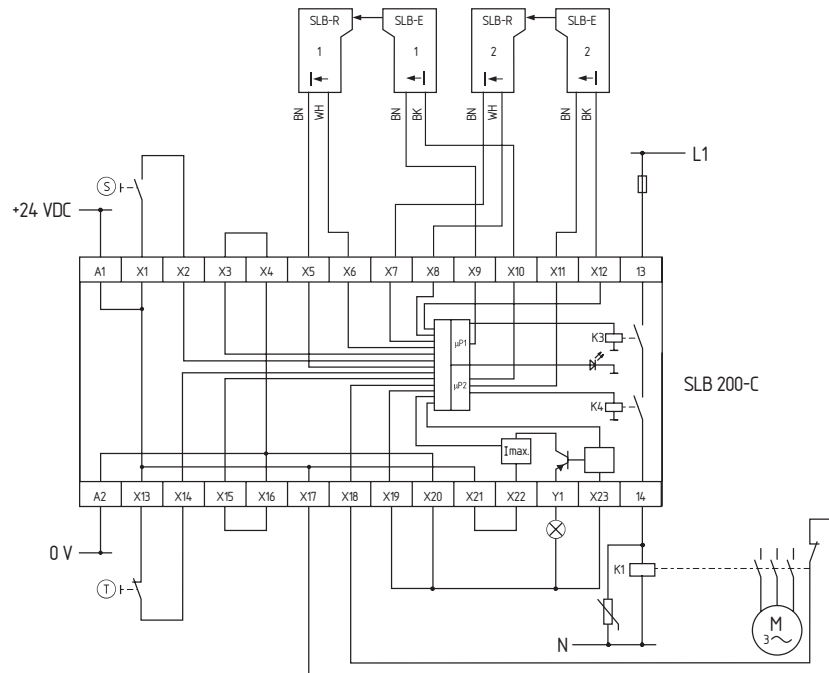 SLB-R SLB-E SLB-R SLB-E
1 1 2 2
BN WH BN BK BN WH BN BK
L1
S
+24 VDC
A1 X1 X2 X3 X4 X5 X6 X7 X8 X9 X10 X11 X12 13
µP1
K3
µP2
K4
SLB 200-C
Imax.
A2 X13 X14 X15 X16 X17 X18 X19 X20 X21 X22 Y1 X23 14
0 V
T
K1
M
3~
N